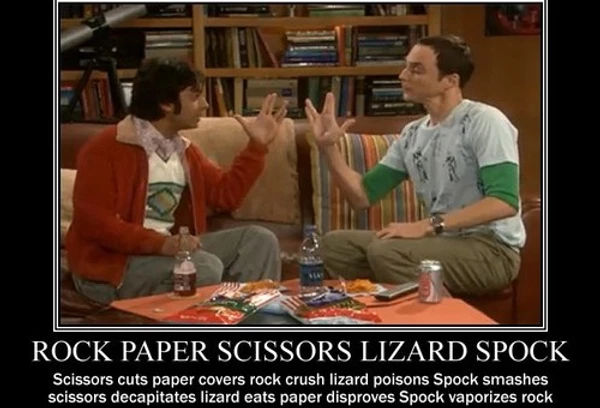 ROCK PAPER SCISSORS LIZARD SPOCK
Scissors cuts paper covers rock crush lizard poisons Spock smashes
scissors decapitates lizard eats paper disproves Spock vaporizes rock